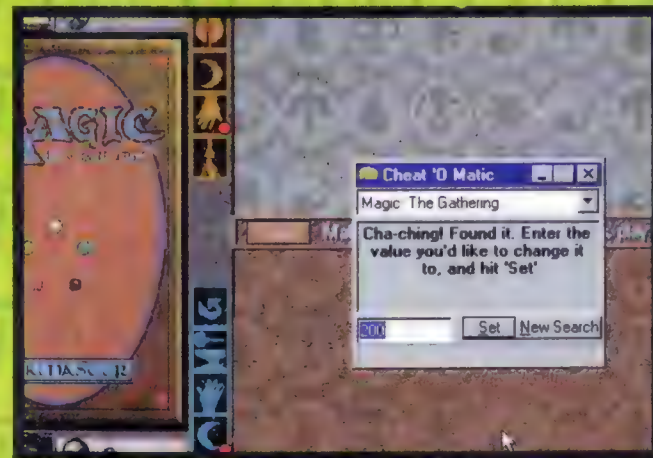 MAGIC
Cheat 'O Matic
Magic: The Gathering
Cha-ching! Found it. Enter the
value you'd like to change it
to, and hit 'Set'
200
Set
New Search